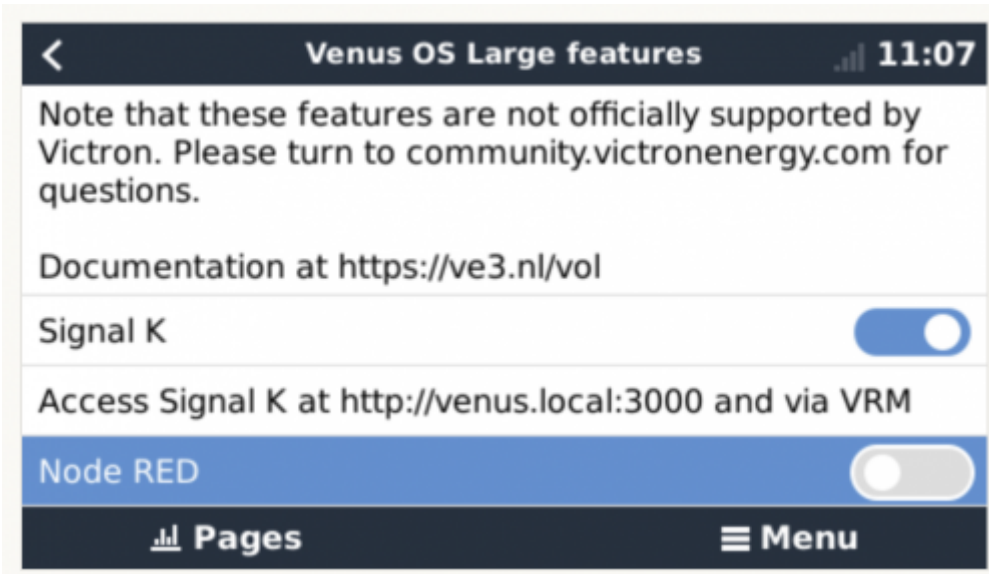 Venus OS Large features
11:07
Note that these features are not officially supported by
Victron. Please turn to community.victronenergy.com for
questions.
Documentation at https://ve3.nl/vol
Signal K
Access Signal K at http://venus.local:3000 and via VRM
Node RED
Pages
Menu